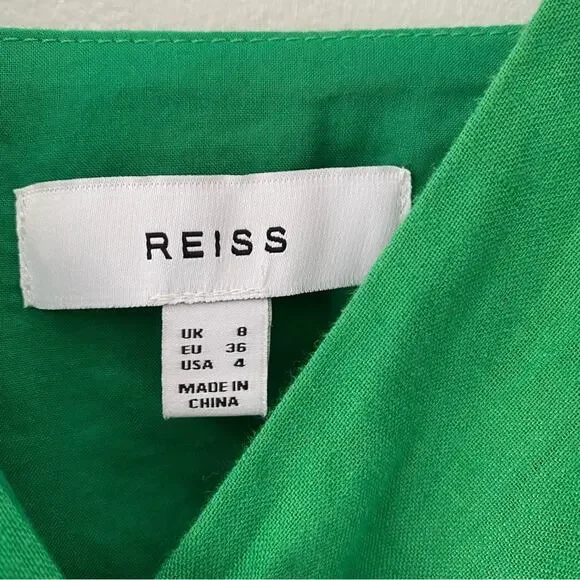 REISS
UK 8
EU 36
USA 4
MADE IN
CHINA